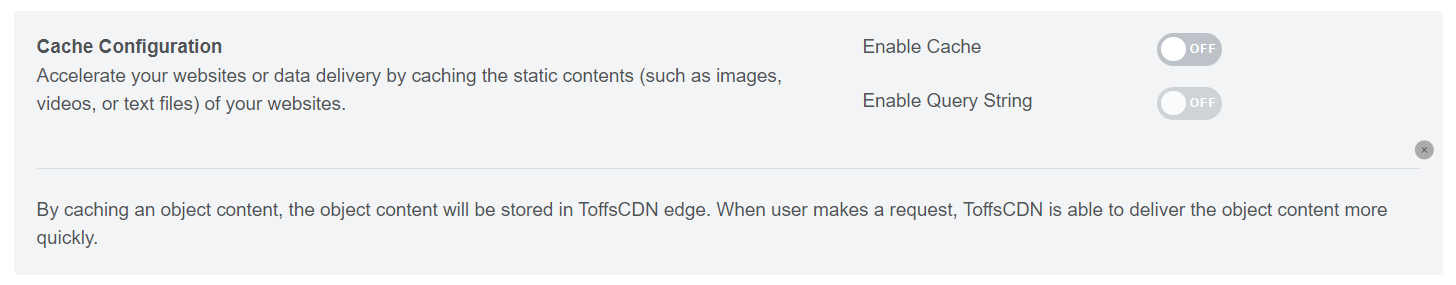 Cache Configuration
Accelerate your websites or data delivery by caching the static contents (such as images,
videos, or text files) of your websites.
Enable Cache
OFF
Enable Query String
OFF
By caching an object content, the object content will be stored in ToffsCDN edge. When user makes a request, ToffsCDN is able to deliver the object content more
quickly.